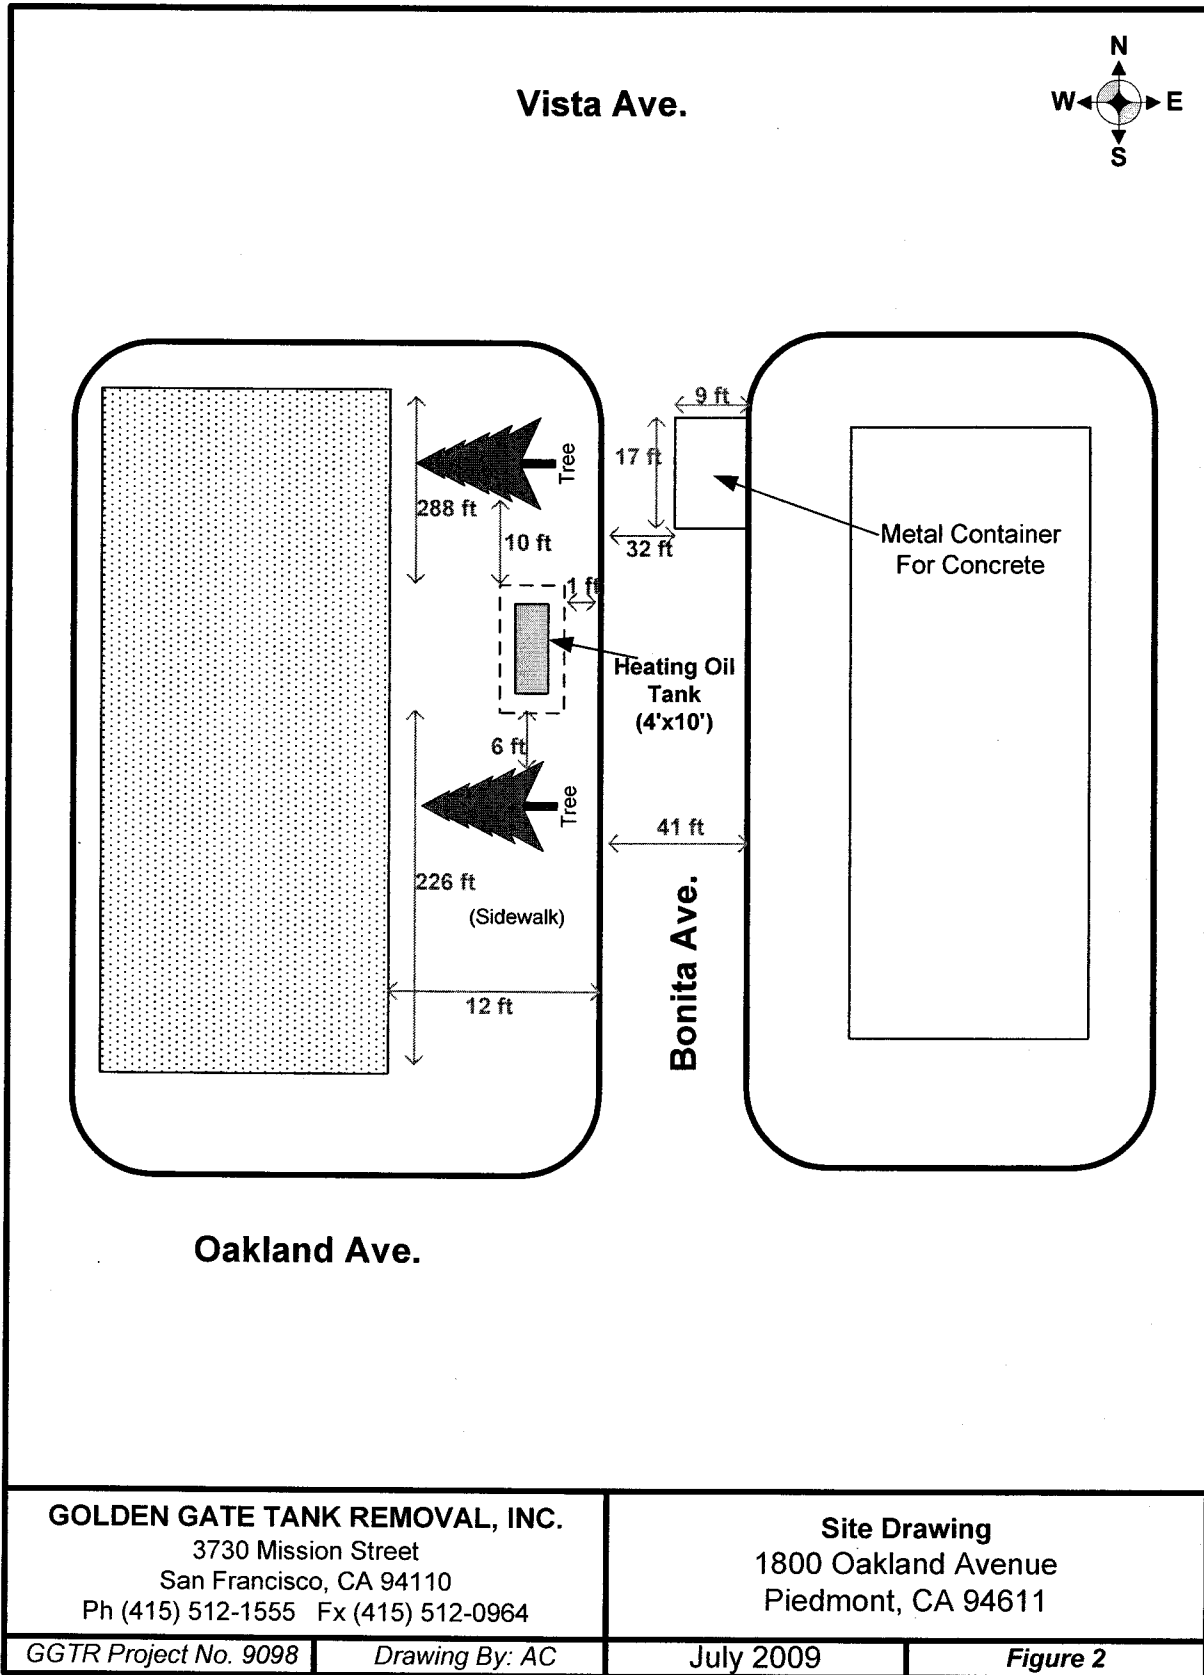 N
Vista Ave.
W E
S
9 ft
17 ft
Tree
288 ft
Metal Container
For Concrete
10 ft
32 ft
1 ft
Heating Oil
Tank
(4'x10')
6 ft
Tree
41 ft
226 ft
(Sidewalk)
Bonita Ave.
12 ft
Oakland Ave.
GOLDEN GATE TANK REMOVAL, INC.
3730 Mission Street
San Francisco, CA 94110
Ph (415) 512-1555 Fx (415) 512-0964
Site Drawing
1800 Oakland Avenue
Piedmont, CA 94611
GGTR Project No. 9098
Drawing By: AC
July 2009
Figure 2